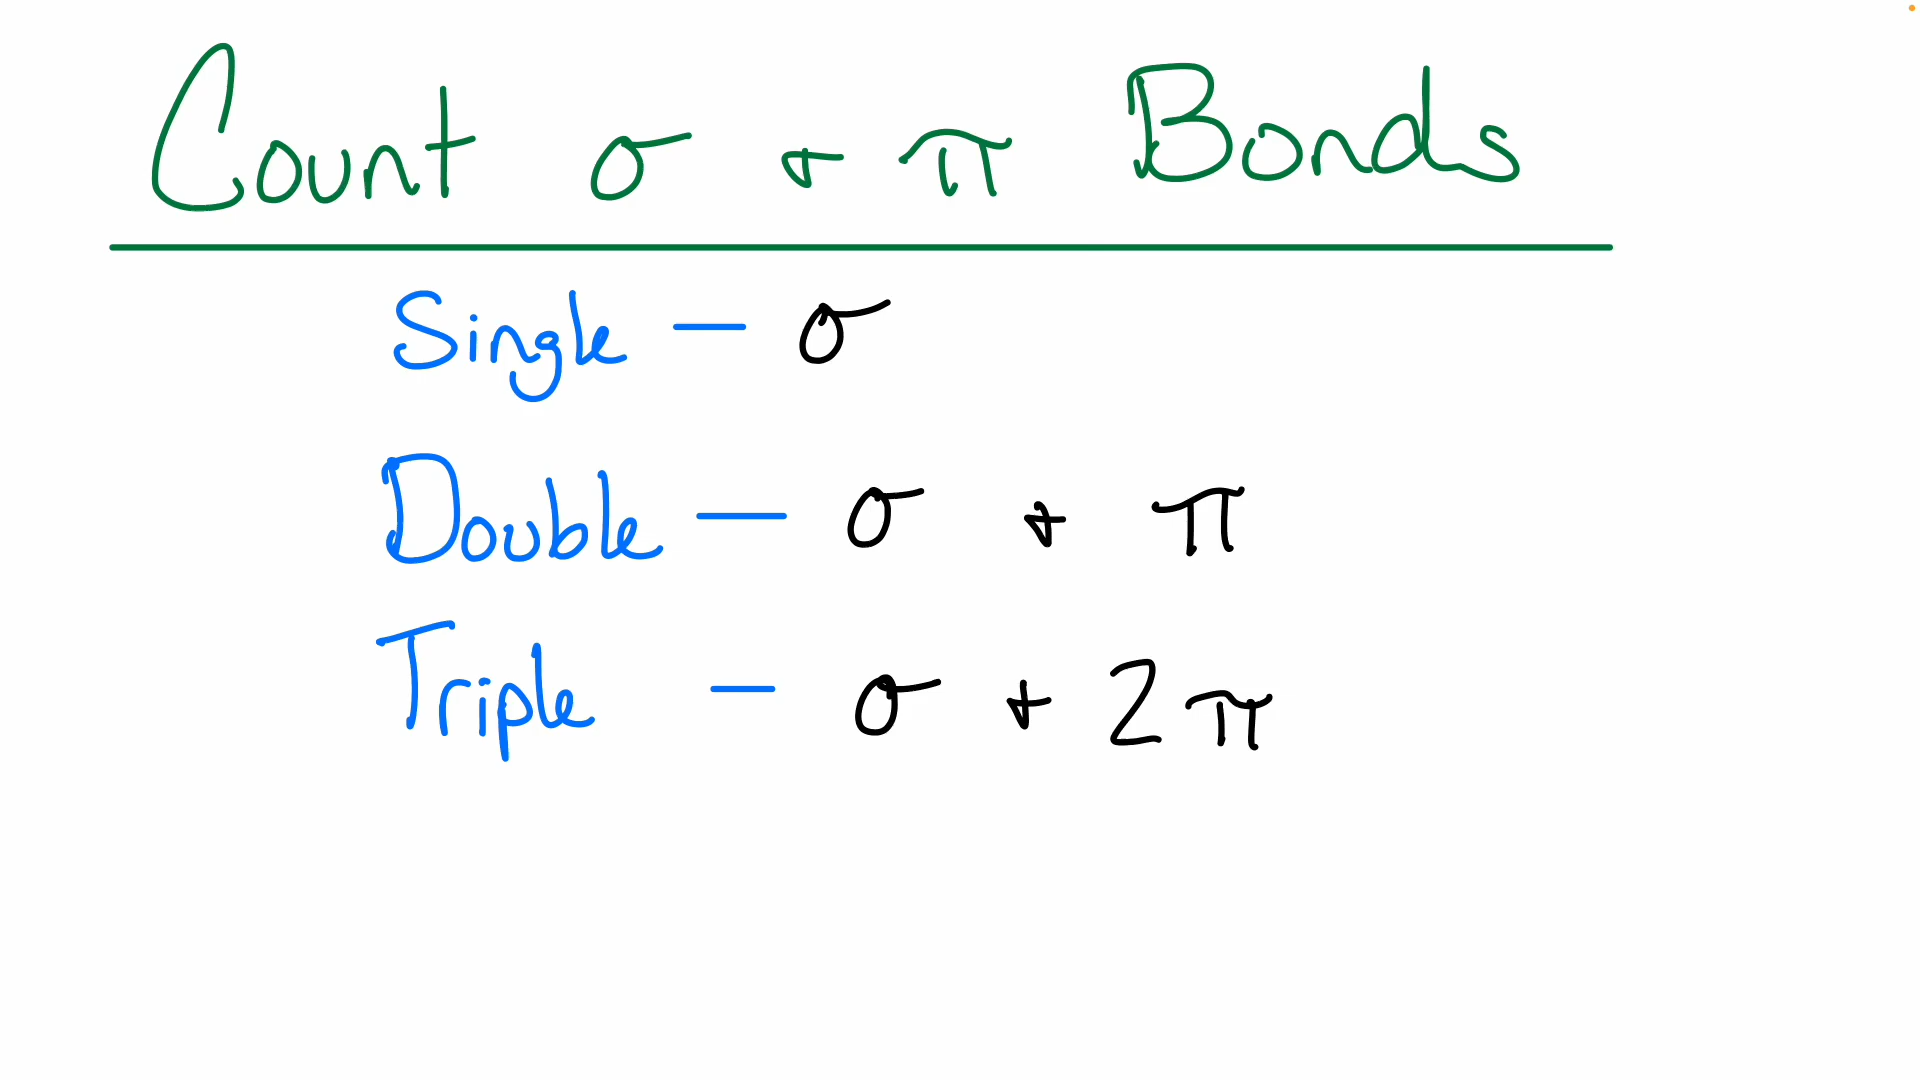 Count σ + π Bonds
Single — σ
Double — σ + π
Triple — σ + 2π